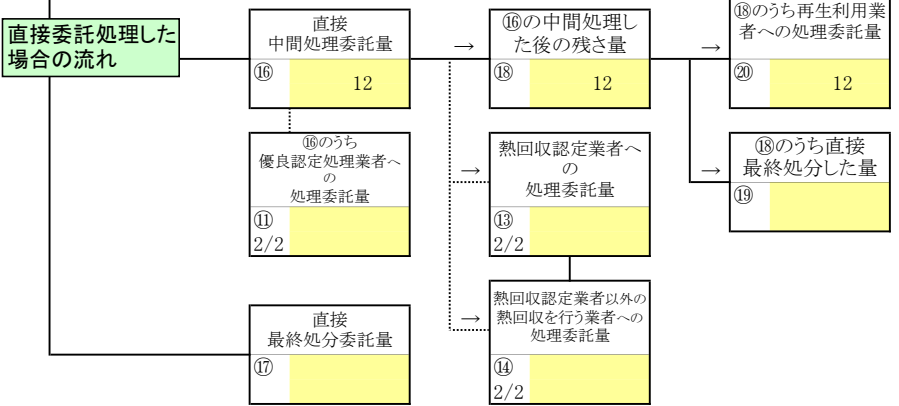 直接委託処理した
場合の流れ
直接
中間処理委託量
⑯
12
→
⑯の中間処理し
た後の残さ量
⑱
12
→
⑱のうち再生利用業
者への処理委託量
⑳
12
⑯のうち
優良認定処理業者へ
の
処理委託量
⑪
2/2
→
熱回収認定業者へ
の
処理委託量
⑬
2/2
→
⑱のうち直接
最終処分した量
⑲
直接
最終処分委託量
⑰
→
熱回収認定業者以外の
熱回収を行う業者への
処理委託量
⑭
2/2